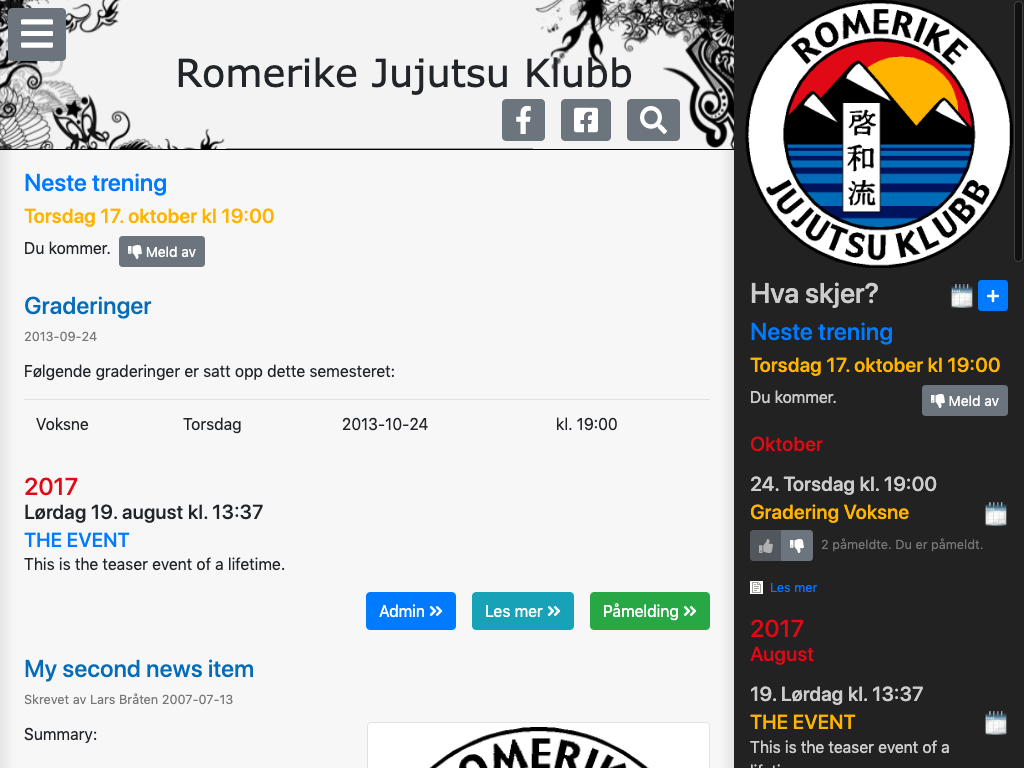 Romerike Jujutsu Klubb
Neste trening
Torsdag 17. oktober kl 19:00
Du kommer. Meld av
Graderinger
2013-09-24
Følgende graderinger er satt opp dette semesteret:
Voksne Torsdag 2013-10-24 kl. 19:00
2017
Lørdag 19. august kl. 13:37
THE EVENT
This is the teaser event of a lifetime.
Admin Les mer Påmelding
My second news item
Skrevet av Lars Bråten 2007-07-13
Summary:
ROMERIKE
ROMERIKE
啓和流
JUJUTSU KLUBB
Hva skjer?
Neste trening
Torsdag 17. oktober kl 19:00
Du kommer. Meld av
Oktober
24. Torsdag kl. 19:00
Gradering Voksne
2 påmeldte. Du er påmeldt.
Les mer
2017
August
19. Lørdag kl. 13:37
THE EVENT
This is the teaser event of a